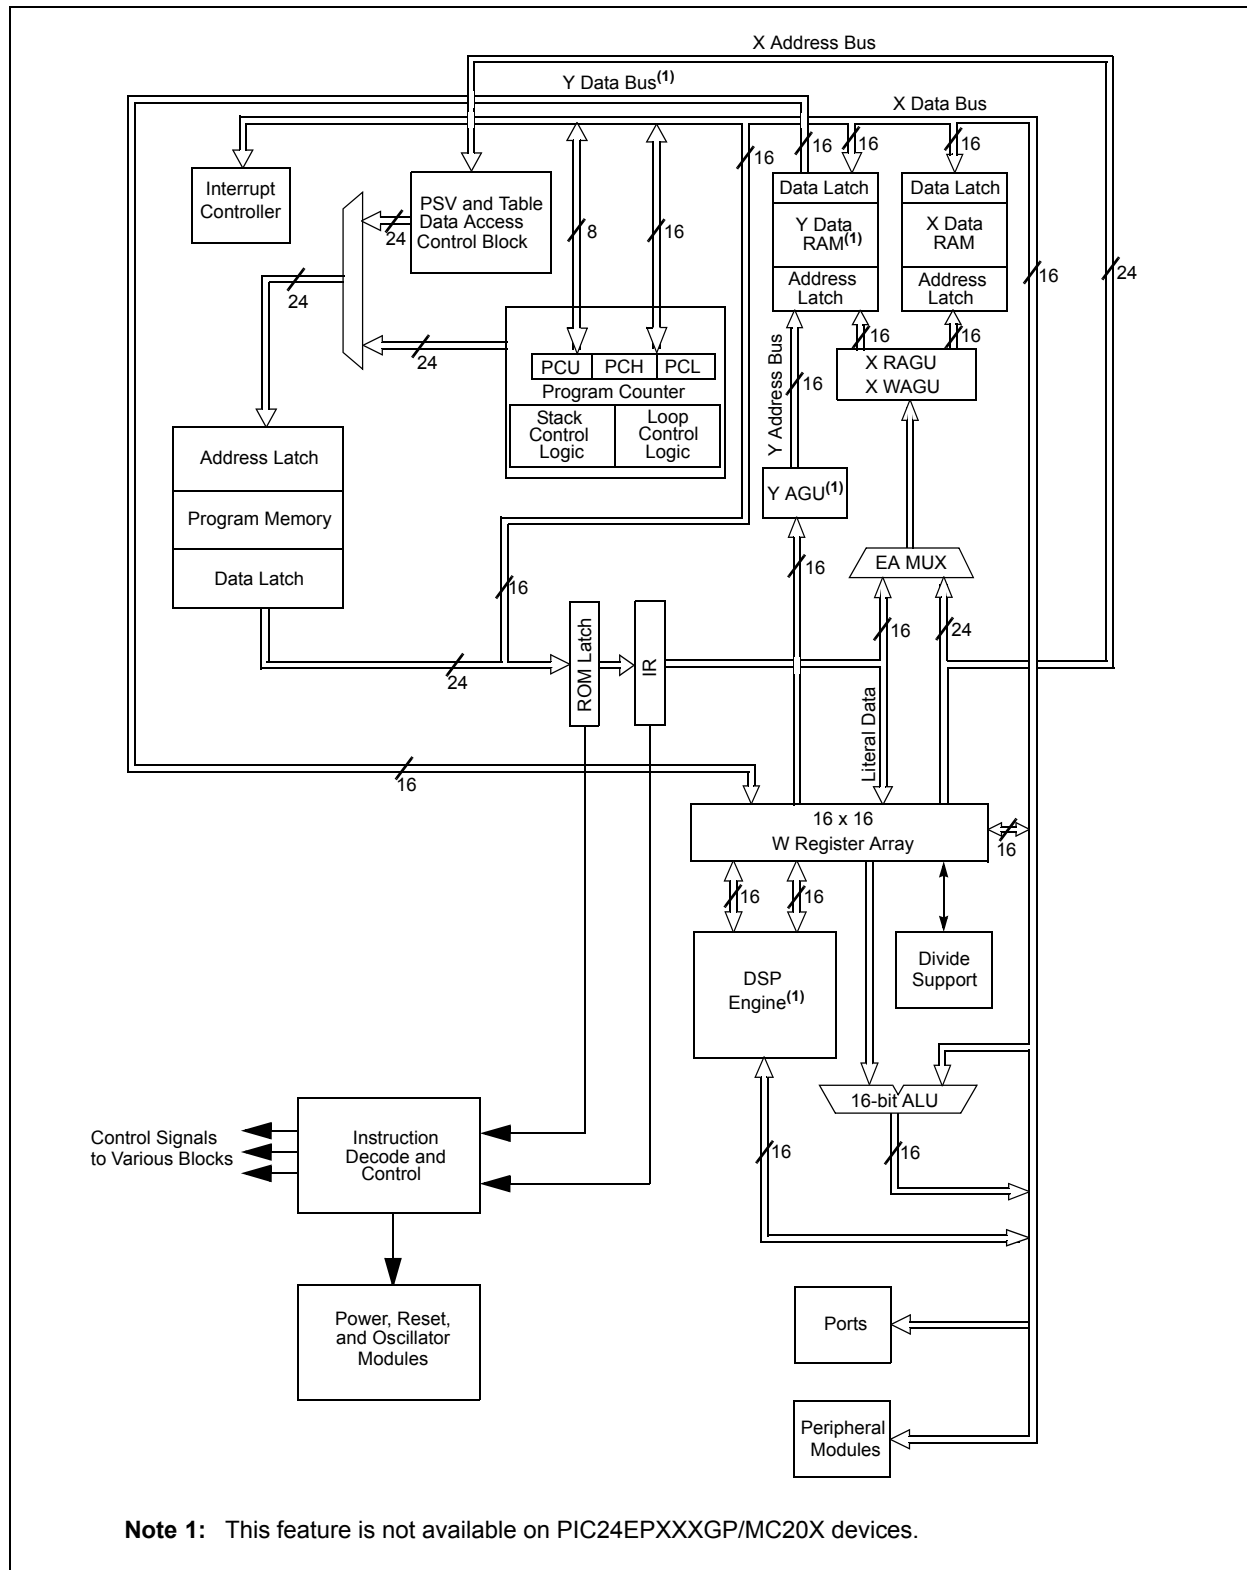 X Address Bus
Y Data Bus(1)
X Data Bus
16
16
16
16
Interrupt
Controller
PSV and Table
Data Access
Control Block
24
8
16
Data Latch
Y Data
RAM(1)
Address
Latch
Data Latch
X Data
RAM
Address
Latch
16
24
24
24
16
16
PCU
PCH
PCL
Program Counter
Stack
Control
Logic
Loop
Control
Logic
X RAGU
X WAGU
Y Address Bus
16
Address Latch
Program Memory
Data Latch
Y AGU(1)
EA MUX
16
16
16
24
24
ROM Latch
IR
Literal Data
16
16 x 16
W Register Array
16
16
16
DSP
Engine(1)
Divide
Support
16-bit ALU
Control Signals
to Various Blocks
Instruction
Decode and
Control
16
16
Power, Reset,
and Oscillator
Modules
Ports
Peripheral
Modules
Note 1: This feature is not available on PIC24EPXXXGP/MC20X devices.